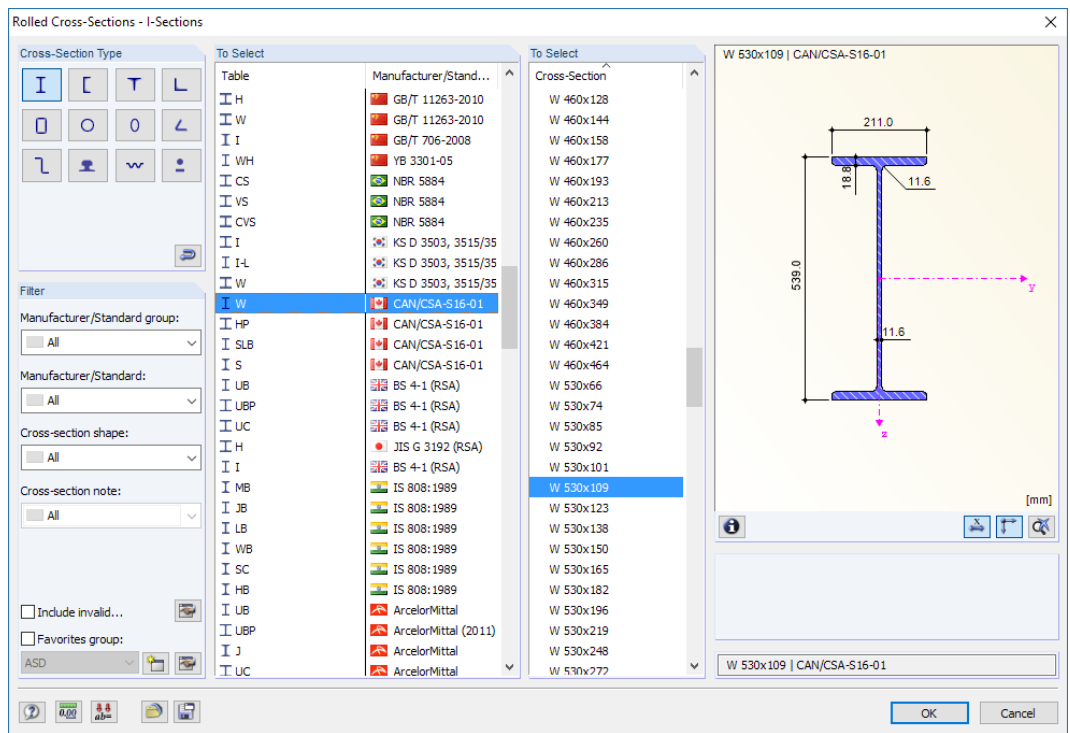 Rolled Cross-Sections - I-Sections
Cross-Section Type
Filter
Manufacturer/Standard group:
All
Manufacturer/Standard:
All
Cross-section shape:
All
Cross-section note:
All
Include invalid...
Favorites group:
ASD
To Select
Table Manufacturer/Stand...
H GB/T 11263-2010
W GB/T 11263-2010
I GB/T 706-2008
WH YB 3301-05
CS NBR 5884
VS NBR 5884
CVS NBR 5884
I KS D 3503, 3515/35
I-L KS D 3503, 3515/35
W KS D 3503, 3515/35
W CAN/CSA-S16-01
HP CAN/CSA-S16-01
SLB CAN/CSA-S16-01
S CAN/CSA-S16-01
UB BS 4-1 (RSA)
UBP BS 4-1 (RSA)
UC BS 4-1 (RSA)
H JIS G 3192 (RSA)
I BS 4-1 (RSA)
MB IS 808:1989
JB IS 808:1989
LB IS 808:1989
WB IS 808:1989
SC IS 808:1989
HB IS 808:1989
UB ArcelorMittal
UBP ArcelorMittal (2011)
J ArcelorMittal
UC ArcelorMittal
To Select
Cross-Section
W 460x128
W 460x144
W 460x158
W 460x177
W 460x193
W 460x213
W 460x235
W 460x260
W 460x286
W 460x315
W 460x349
W 460x384
W 460x421
W 460x464
W 530x66
W 530x74
W 530x85
W 530x92
W 530x101
W 530x109
W 530x123
W 530x138
W 530x150
W 530x165
W 530x182
W 530x196
W 530x219
W 530x248
W 530x272
W 530x109 | CAN/CSA-S16-01
211.0
18.8
11.6
539.0
y
11.6
z
[mm]
X
W 530x109 | CAN/CSA-S16-01
0.00
ab=
OK
Cancel